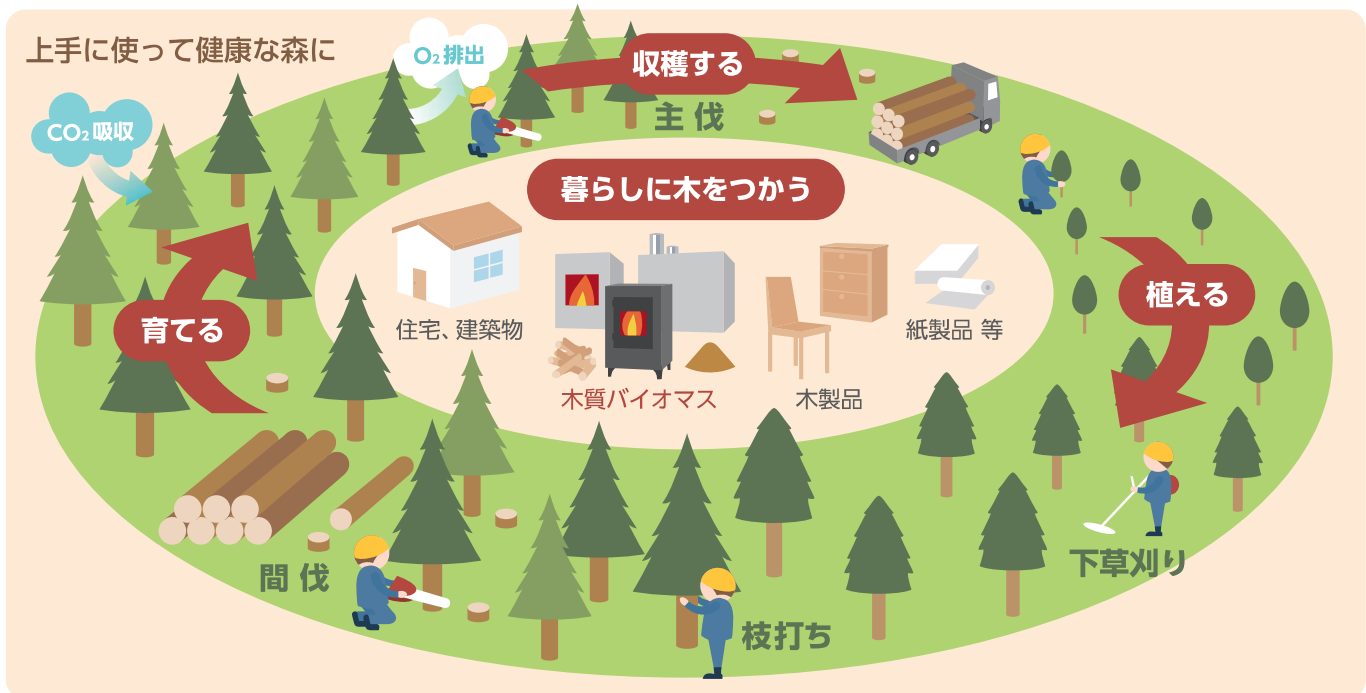 上手に使って健康な森に
O₂排出
CO₂吸収
収穫する
主伐
暮らしに木をつかう
植える
育てる
住宅、建築物
紙製品 等
木質バイオマス
木製品
間伐
下草刈り
枝打ち